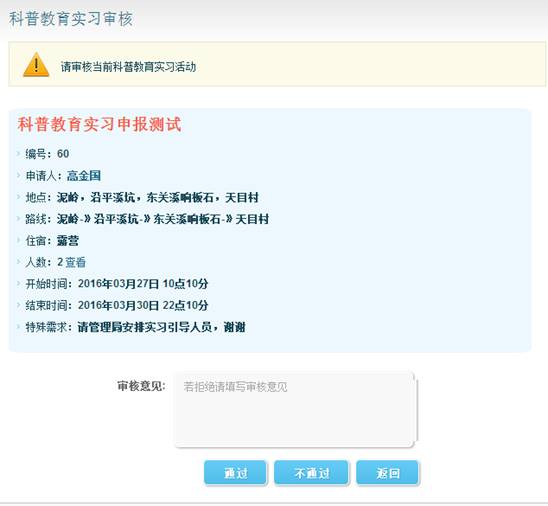 科普教育实习审核
请审核当前科普教育实习活动
科普教育实习申报测试
编号：60
申请人：高金国
地点：泥岭，沿平溪坑，东关溪响板石，天目村
路线：泥岭-》沿平溪坑-》东关溪响板石-》天目村
住宿：露营
人数：2 查看
开始时间：2016年03月27日 10点10分
结束时间：2016年03月30日 22点10分
特殊需求：请管理局安排实习引导人员，谢谢
审核意见:
若拒绝请填写审核意见
通过 不通过 返回